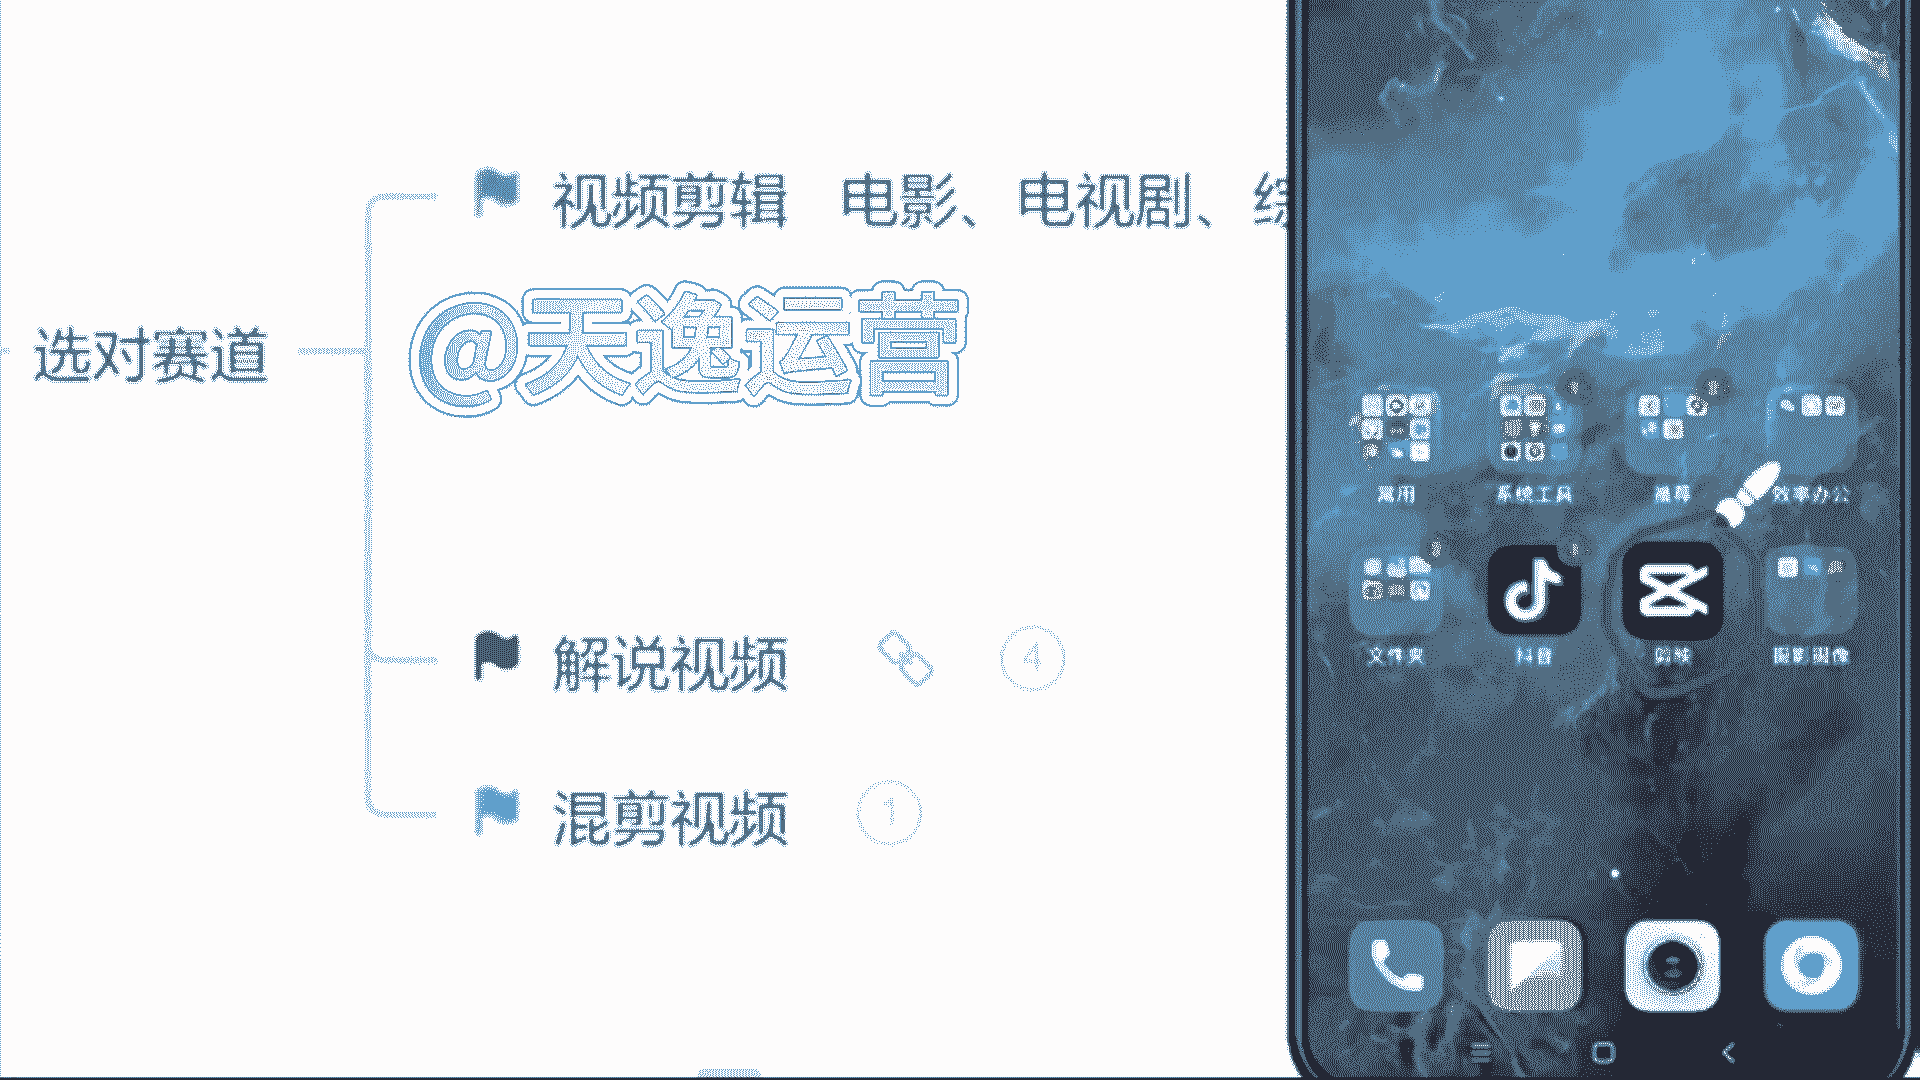 视频剪辑 电影、电视剧、综
@天逸运营
选对赛道
解说视频 4
混剪视频 1
常用 系统工具 推荐 效率办公
文件夹 抖音 剪映 摄影图像